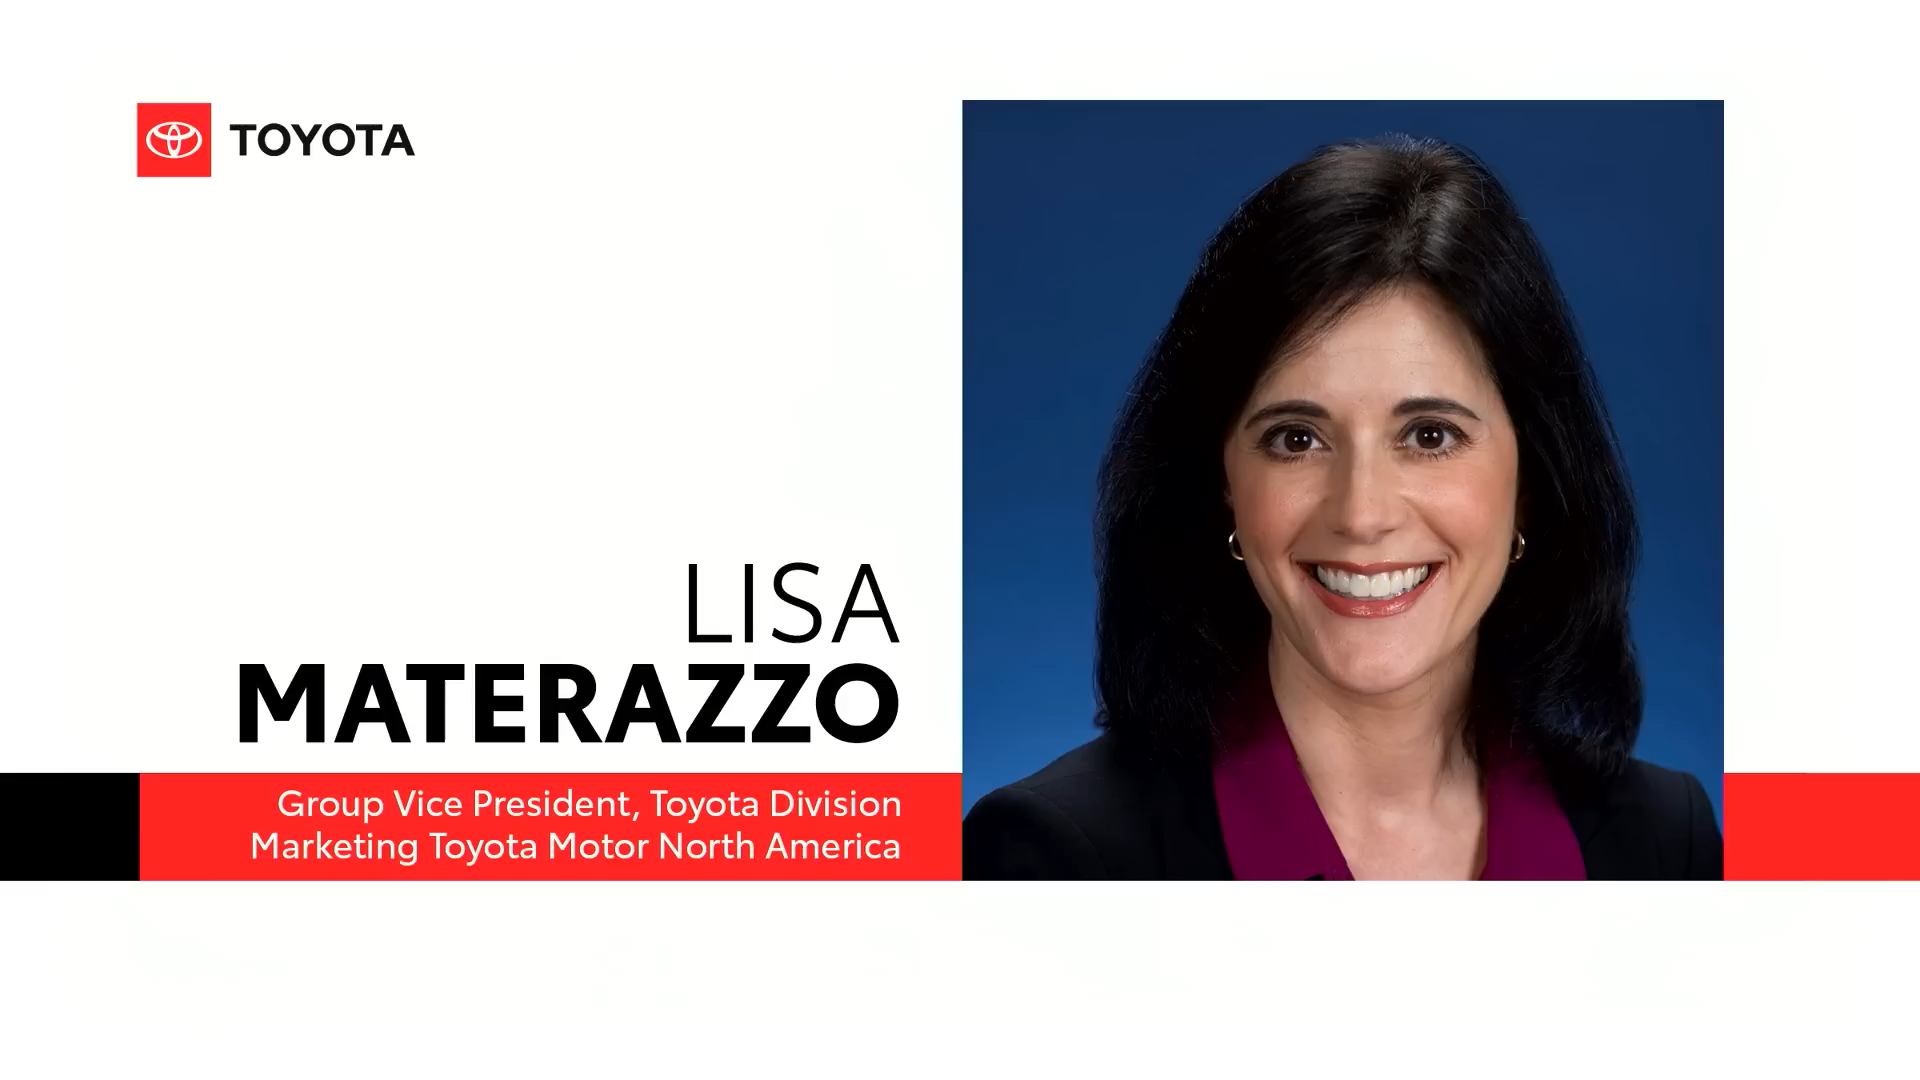 TOYOTA
LISA
MATERAZZO
Group Vice President, Toyota Division
Marketing Toyota Motor North America